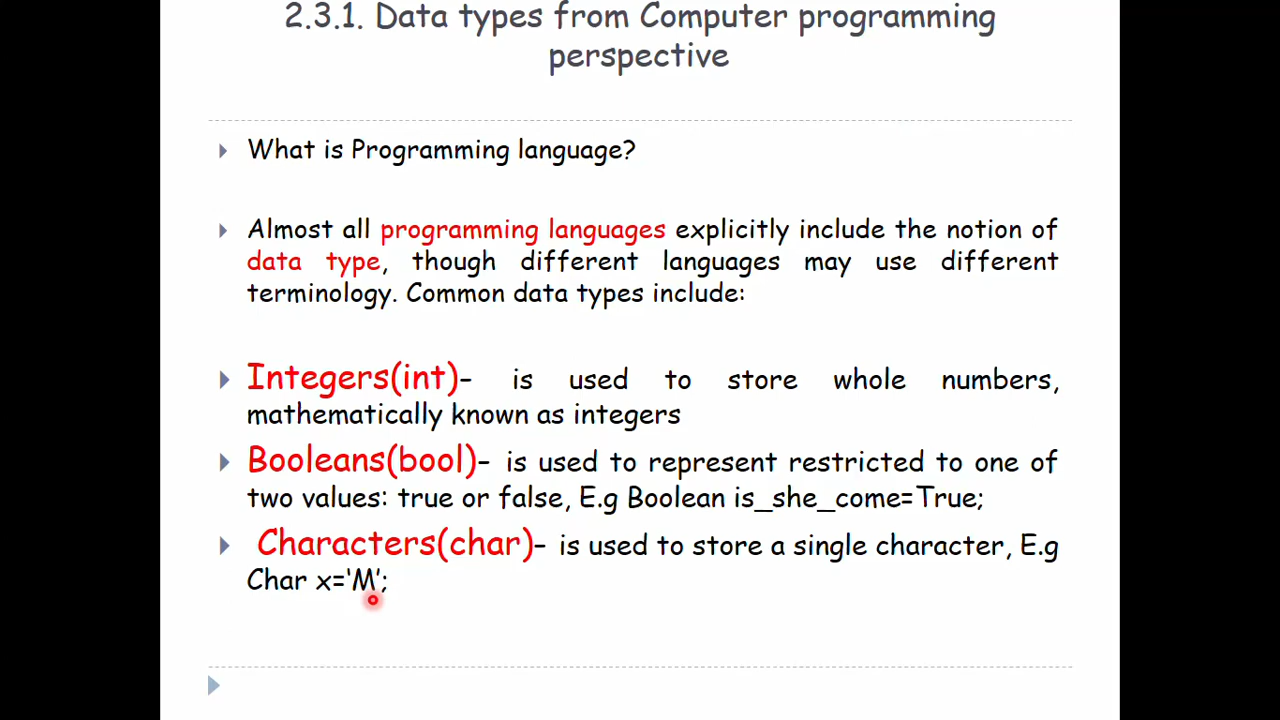 2.3.1. Data types from Computer programming
perspective
What is Programming language?
Almost all programming languages explicitly include the notion of
data type, though different languages may use different
terminology. Common data types include:
Integers(int)- is used to store whole numbers,
mathematically known as integers
Booleans(bool)- is used to represent restricted to one of
two values: true or false, E.g Boolean is_she_come=True;
Characters(char)- is used to store a single character, E.g
Char x=‘M’;